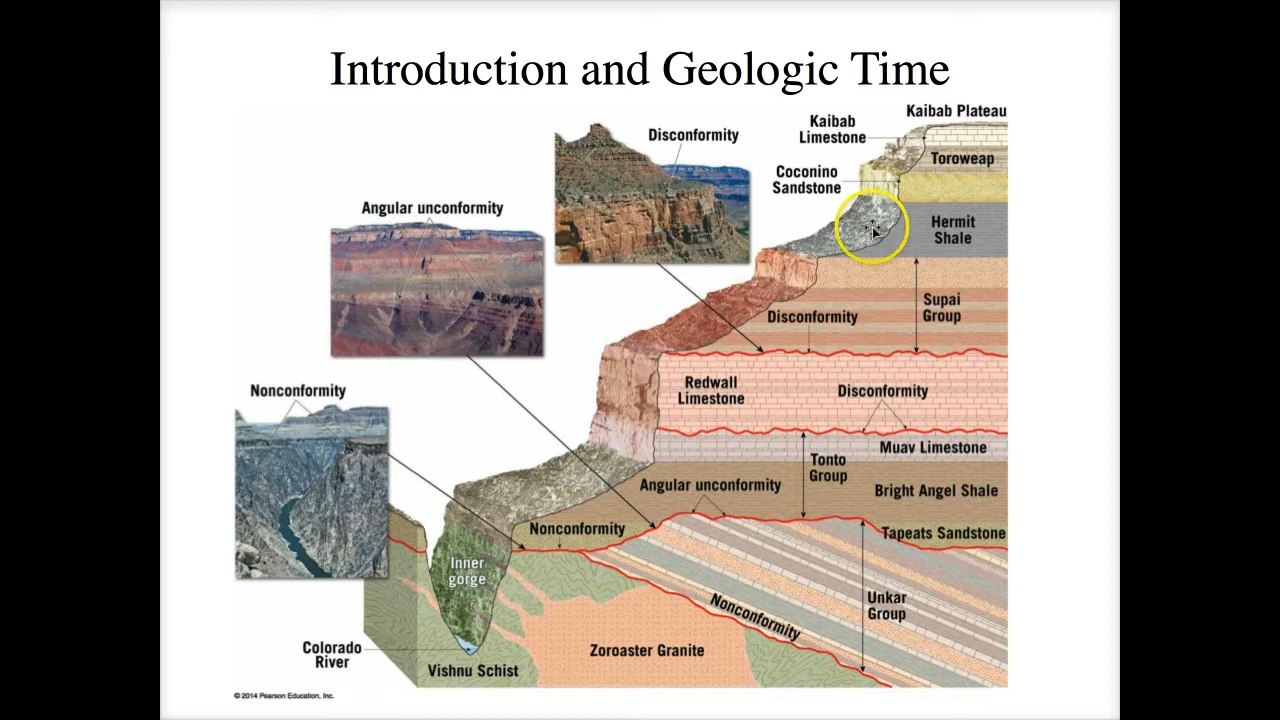 Introduction and Geologic Time
Kaibab Plateau
Kaibab
Limestone
Disconformity
Toroweap
Coconino
Sandstone
Angular unconformity
Hermit
Shale
Supai
Group
Disconformity
Redwall
Limestone
Disconformity
Nonconformity
Muav Limestone
Tonto
Group
Angular unconformity
Bright Angel Shale
Nonconformity
Tapeats Sandstone
Inner
gorge
Unkar
Group
Nonconformity
Colorado
River
Zoroaster Granite
Vishnu Schist
© 2014 Pearson Education, Inc.